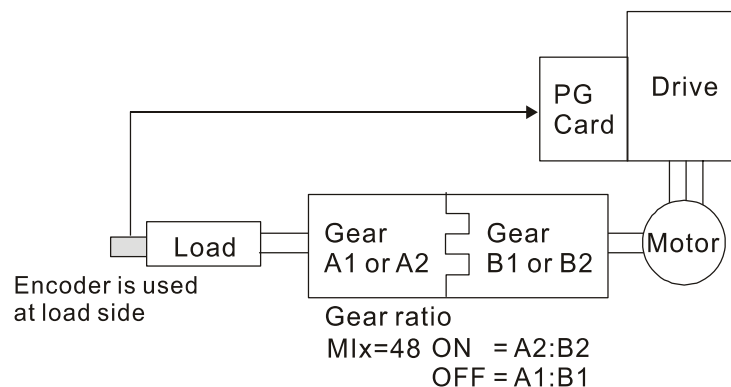 PG
Card
Drive
Load
Gear
A1 or A2
Gear
B1 or B2
Motor
Encoder is used
at load side
Gear ratio
MIx=48 ON = A2:B2
OFF = A1:B1